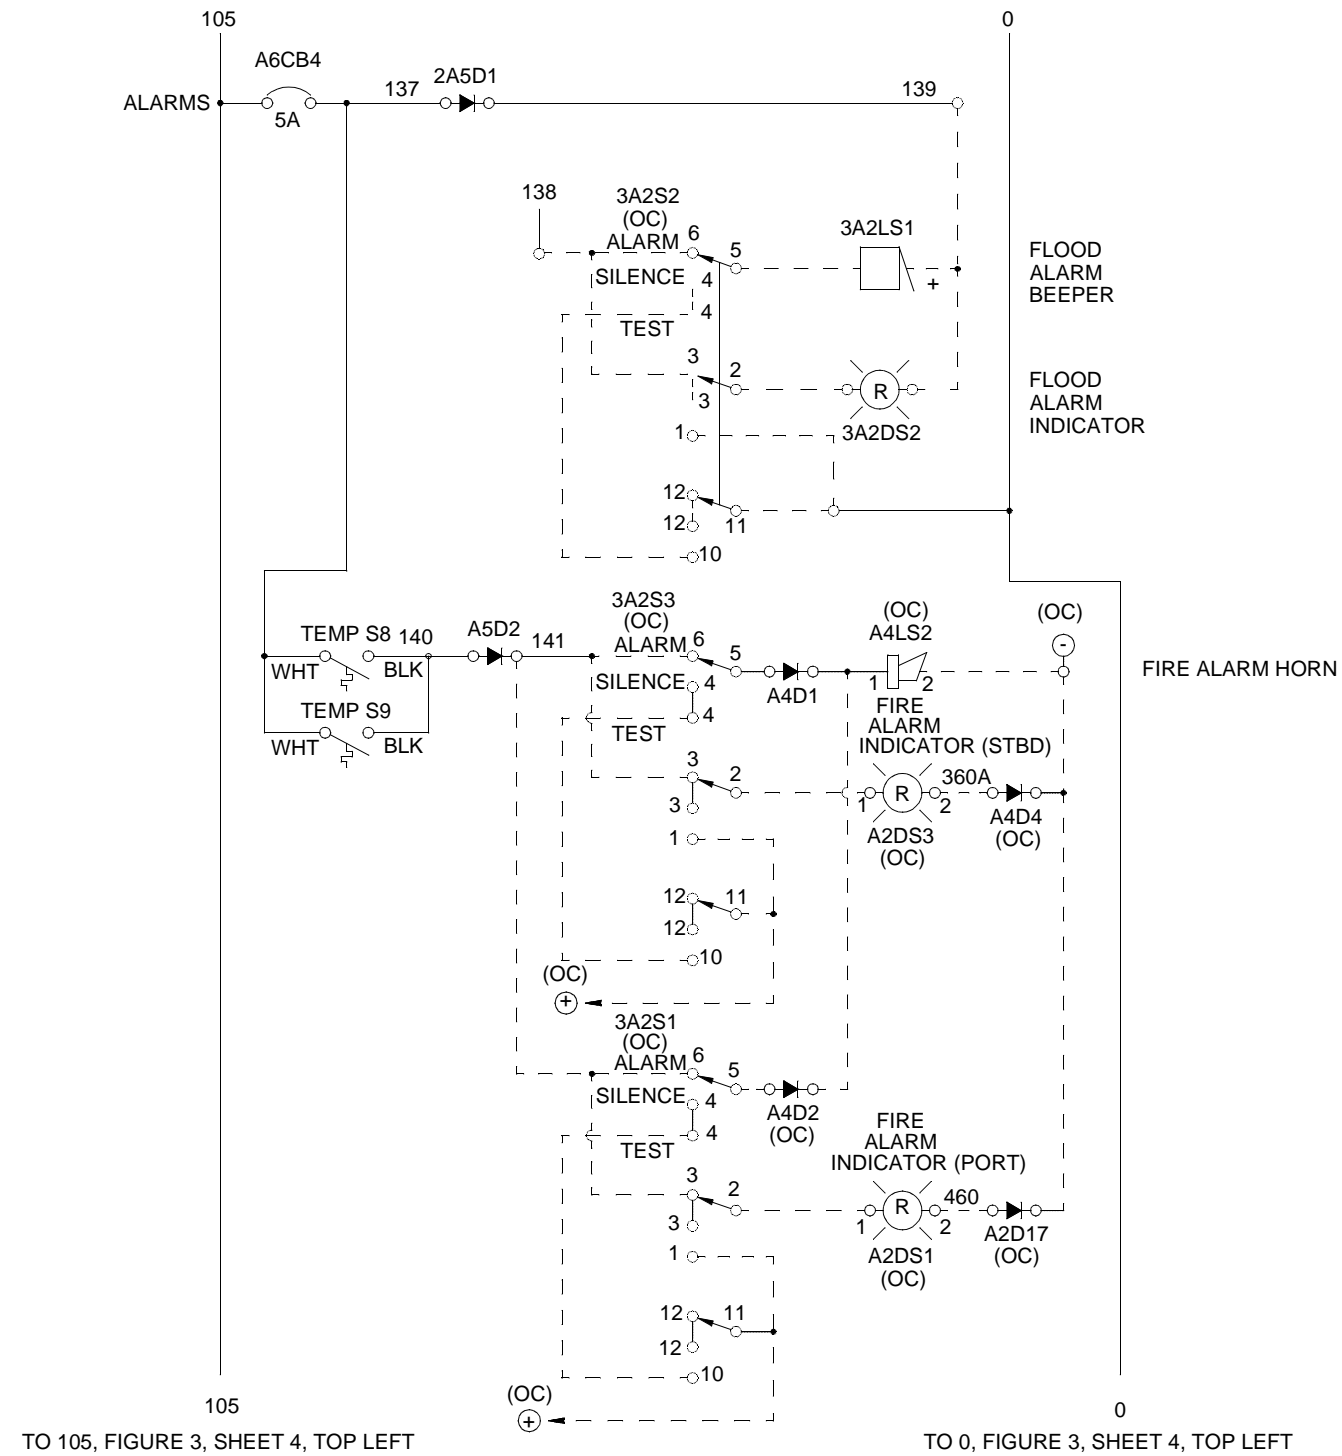 105
0
A6CB4
ALARMS
5A
137
2A5D1
139
138
3A2S2
(OC)
ALARM
6
5
4
SILENCE
4
TEST
3A2LS1
+
FLOOD
ALARM
BEEPER
3
2
3
R
3A2DS2
FLOOD
ALARM
INDICATOR
1
12
12
11
10
TEMP S8
140
WHT
BLK
TEMP S9
WHT
BLK
A5D2
141
3A2S3
(OC)
ALARM
6
5
SILENCE
4
4
TEST
A4D1
(OC)
A4LS2
1
2
(OC)
-
FIRE ALARM HORN
FIRE
ALARM
INDICATOR (STBD)
3
2
3
1
R
2
360A
A2DS3
(OC)
A4D4
(OC)
1
12
11
12
10
(OC)
+
3A2S1
(OC)
ALARM
6
5
SILENCE
4
4
TEST
A4D2
(OC)
FIRE
ALARM
INDICATOR (PORT)
3
2
3
1
R
2
460
A2DS1
(OC)
A2D17
(OC)
1
12
11
12
10
(OC)
+
105
0
TO 105, FIGURE 3, SHEET 4, TOP LEFT
TO 0, FIGURE 3, SHEET 4, TOP LEFT